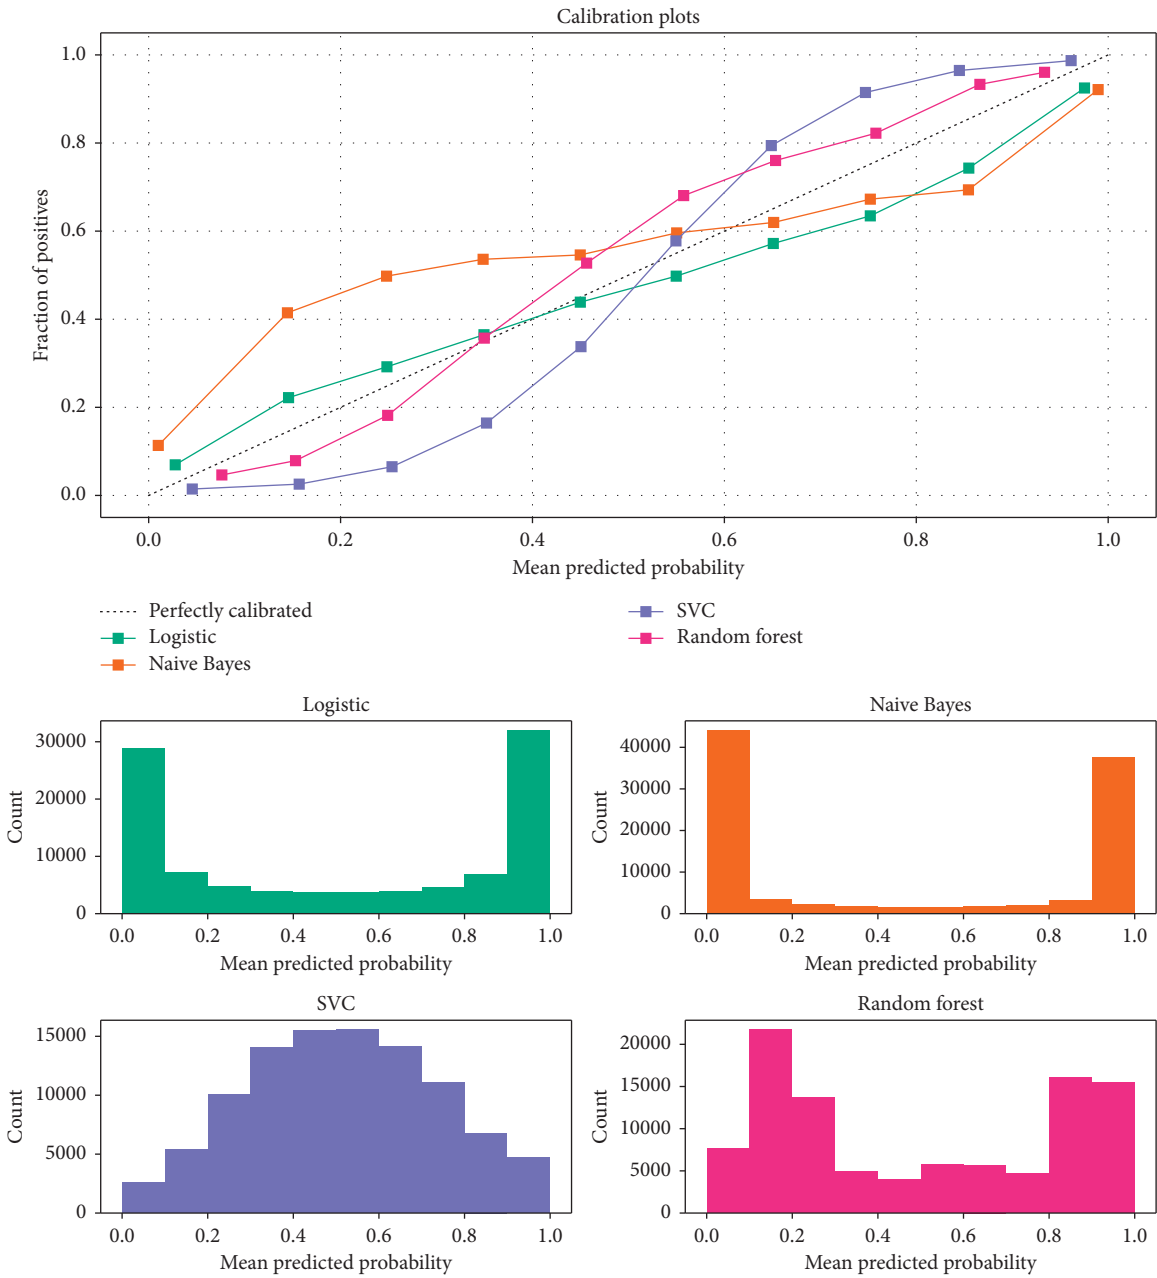 Calibration plots
1.0
0.8
0.6
0.4
0.2
0.0
Fraction of positives
0.0 0.2 0.4 0.6 0.8 1.0
Mean predicted probability
Perfectly calibrated
Logistic
Naive Bayes
SVC
Random forest
Logistic
30000
20000
10000
0
Count
0.0 0.2 0.4 0.6 0.8 1.0
Mean predicted probability
Naive Bayes
40000
30000
20000
10000
0
Count
0.0 0.2 0.4 0.6 0.8 1.0
Mean predicted probability
SVC
15000
10000
5000
0
Count
0.0 0.2 0.4 0.6 0.8 1.0
Mean predicted probability
Random forest
20000
15000
10000
5000
0
Count
0.0 0.2 0.4 0.6 0.8 1.0
Mean predicted probability